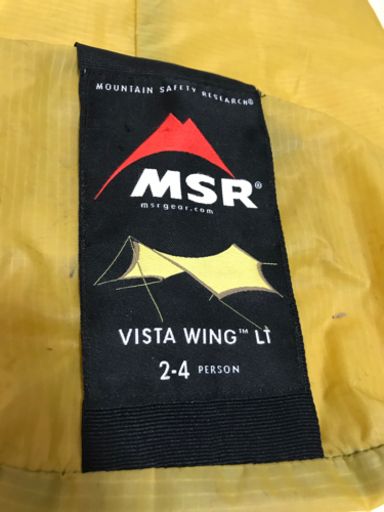 MOUNTAIN SAFETY RESEARCH®
MSR®
msrgear.com
VISTA WING™ LT
2-4 PERSON